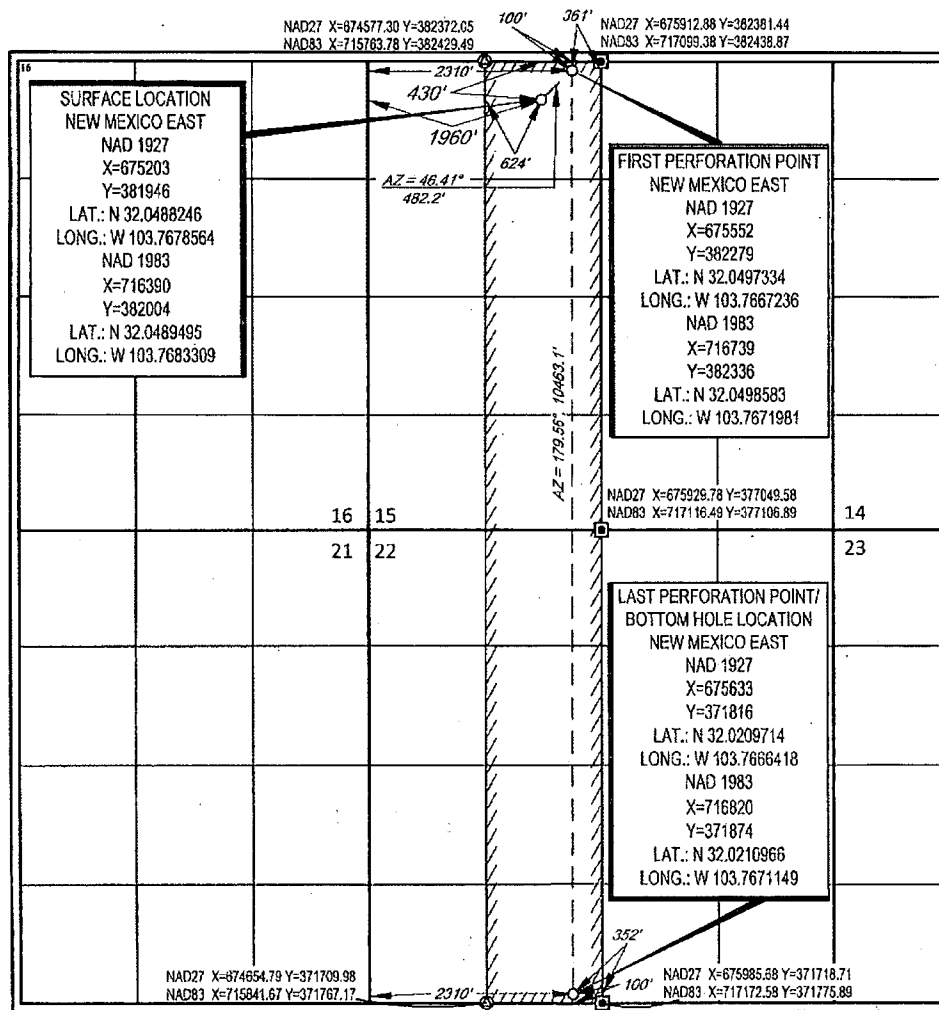 NAD27 X=674577.30 Y=382372.05
NAD83 X=715763.78 Y=382429.49
100'
361'
NAD27 X=675912.88 Y=382381.44
NAD83 X=717099.38 Y=382438.87
16
2310'
430'
1960'
624'
AZ = 46.41°
482.2'
SURFACE LOCATION
NEW MEXICO EAST
NAD 1927
X=675203
Y=381946
LAT.: N 32.0488246
LONG.: W 103.7678564
NAD 1983
X=716390
Y=382004
LAT.: N 32.0489495
LONG.: W 103.7683309
FIRST PERFORATION POINT
NEW MEXICO EAST
NAD 1927
X=675552
Y=382279
LAT.: N 32.0497334
LONG.: W 103.7667236
NAD 1983
X=716739
Y=382336
LAT.: N 32.0498583
LONG.: W 103.7671981
AZ = 179.56°, 10463.1'
NAD27 X=675929.78 Y=377049.58
NAD83 X=717116.49 Y=377106.89
16 15
14
21 22
23
LAST PERFORATION POINT/
BOTTOM HOLE LOCATION
NEW MEXICO EAST
NAD 1927
X=675633
Y=371816
LAT.: N 32.0209714
LONG.: W 103.7666418
NAD 1983
X=716820
Y=371874
LAT.: N 32.0210966
LONG.: W 103.7671149
352'
NAD27 X=674654.79 Y=371709.98
NAD83 X=715841.67 Y=371767.17
2310'
100'
NAD27 X=675985.68 Y=371718.71
NAD83 X=717172.58 Y=371775.89